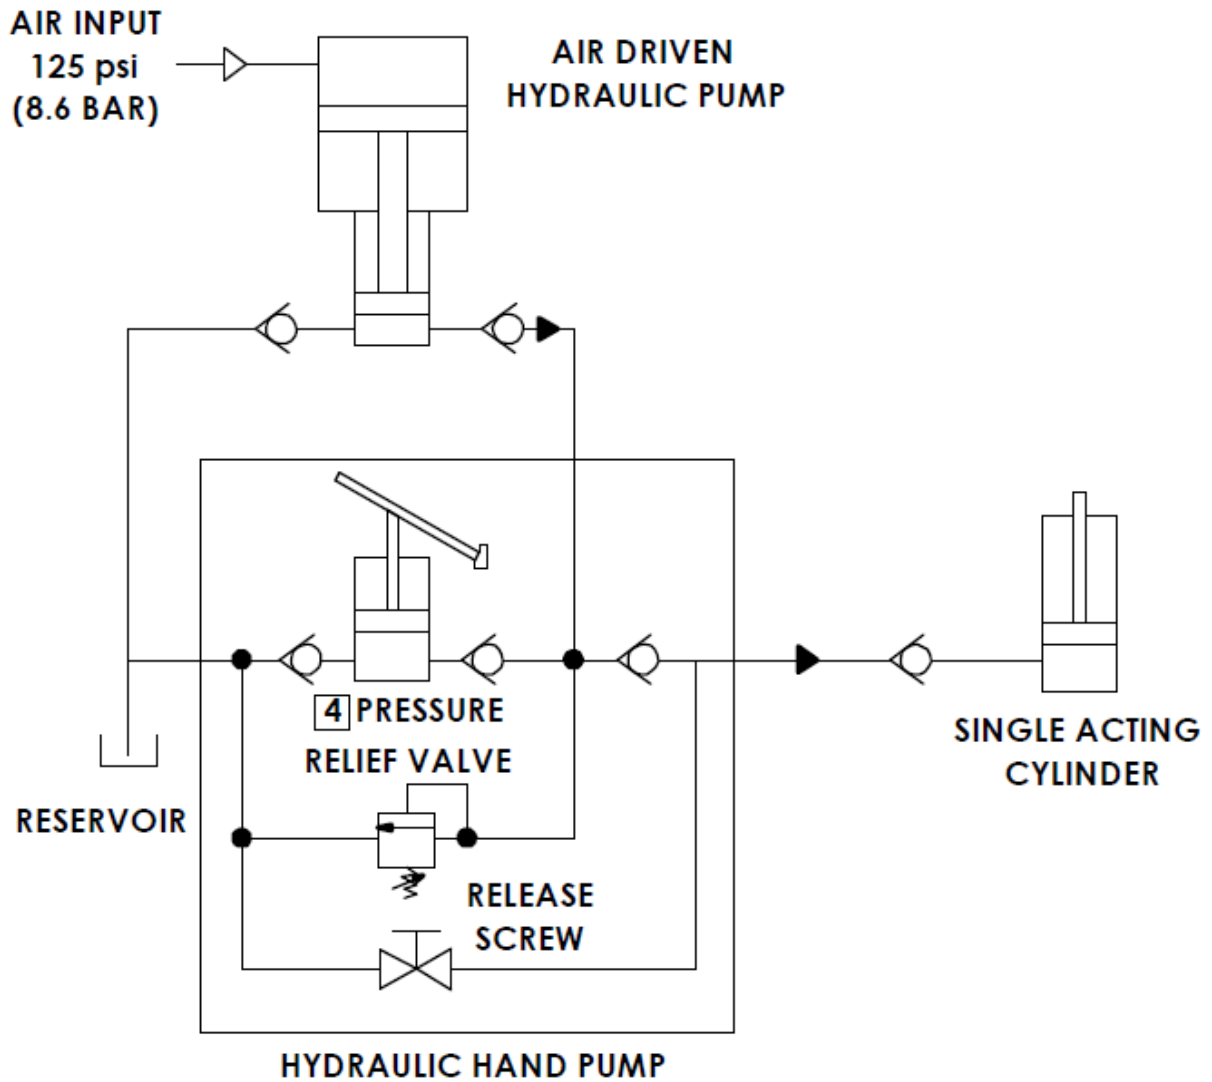 AIR INPUT
125 psi
(8.6 BAR)
AIR DRIVEN
HYDRAULIC PUMP
4 PRESSURE
RELIEF VALVE
RESERVOIR
RELEASE
SCREW
SINGLE ACTING
CYLINDER
HYDRAULIC HAND PUMP